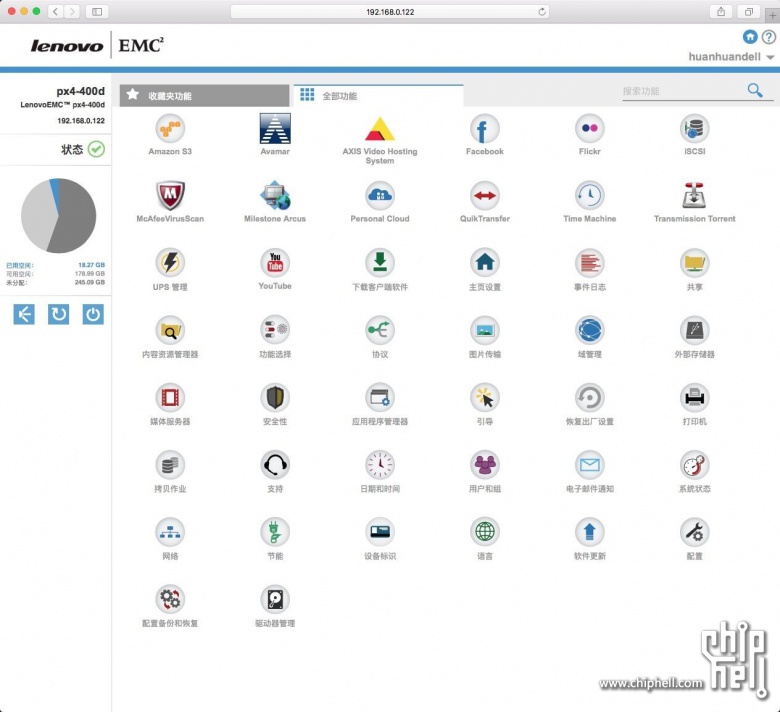 192.168.0.122
lenovo EMC²
huanhuandell
px4-400d
LenovoEMC™ px4-400d
192.168.0.122
状态
已用空间: 18.27 GB
可用空间: 178.99 GB
未分配: 245.09 GB
收藏夹功能
全部功能
搜索功能
Amazon S3
Avamar
AXIS Video Hosting
System
Facebook
Flickr
iSCSI
McAfeeVirusScan
Milestone Arcus
Personal Cloud
QuikTransfer
Time Machine
Transmission Torrent
UPS 管理
You
Tube
YouTube
下载客户端软件
主页设置
事件日志
共享
内容资源管理器
功能选择
协议
图片传输
域管理
外部存储器
媒体服务器
安全性
应用程序管理器
引导
恢复出厂设置
打印机
拷贝作业
支持
日期和时间
用户和组
电子邮件通知
系统状态
网络
节能
设备标识
语言
软件更新
配置
配置备份和恢复
驱动器管理
chip
hell
www.chiphell.com